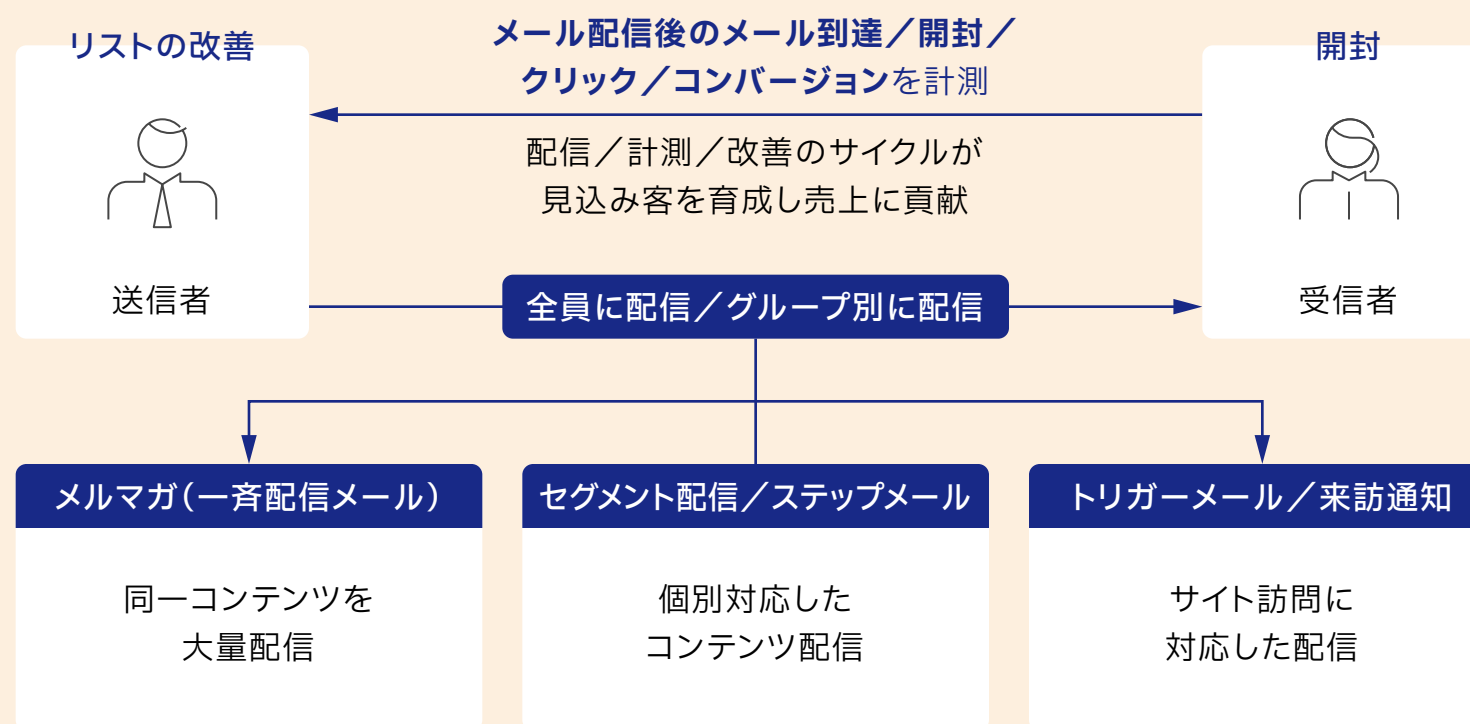 リストの改善
メール配信後のメール到達／開封／
クリック／コンバージョンを計測
開封
配信／計測／改善のサイクルが
見込み客を育成し売上に貢献
送信者
全員に配信／グループ別に配信
受信者
メルマガ（一斉配信メール）
セグメント配信／ステップメール
トリガーメール／来訪通知
同一コンテンツを
大量配信
個別対応した
コンテンツ配信
サイト訪問に
対応した配信